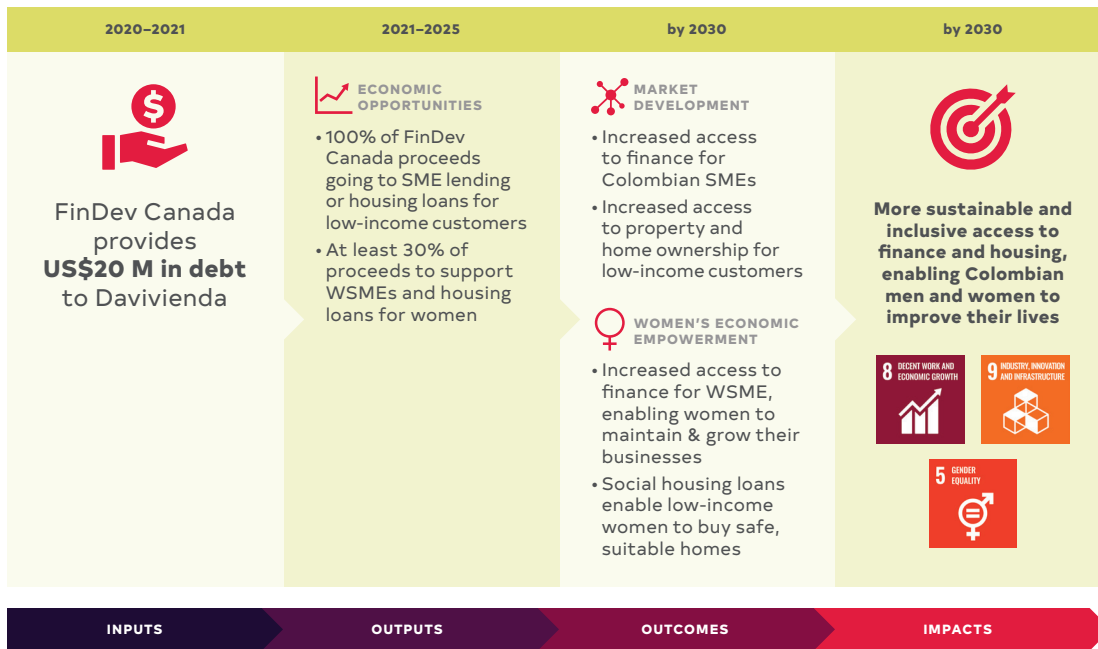 2020–2021
2021–2025
by 2030
by 2030
$
FinDev Canada
provides
US$20 M in debt
to Davivienda
ECONOMIC
OPPORTUNITIES
• 100% of FinDev
Canada proceeds
going to SME lending
or housing loans for
low-income customers
• At least 30% of
proceeds to support
WSMEs and housing
loans for women
MARKET
DEVELOPMENT
• Increased access
to finance for
Colombian SMEs
• Increased access
to property and
home ownership for
low-income customers
WOMEN'S ECONOMIC
EMPOWERMENT
• Increased access to
finance for WSME,
enabling women to
maintain & grow their
businesses
• Social housing loans
enable low-income
women to buy safe,
suitable homes
More sustainable and
inclusive access to
finance and housing,
enabling Colombian
men and women to
improve their lives
8 DECENT WORK AND
ECONOMIC GROWTH
9 INDUSTRY, INNOVATION
AND INFRASTRUCTURE
5 GENDER
EQUALITY
INPUTS
OUTPUTS
OUTCOMES
IMPACTS